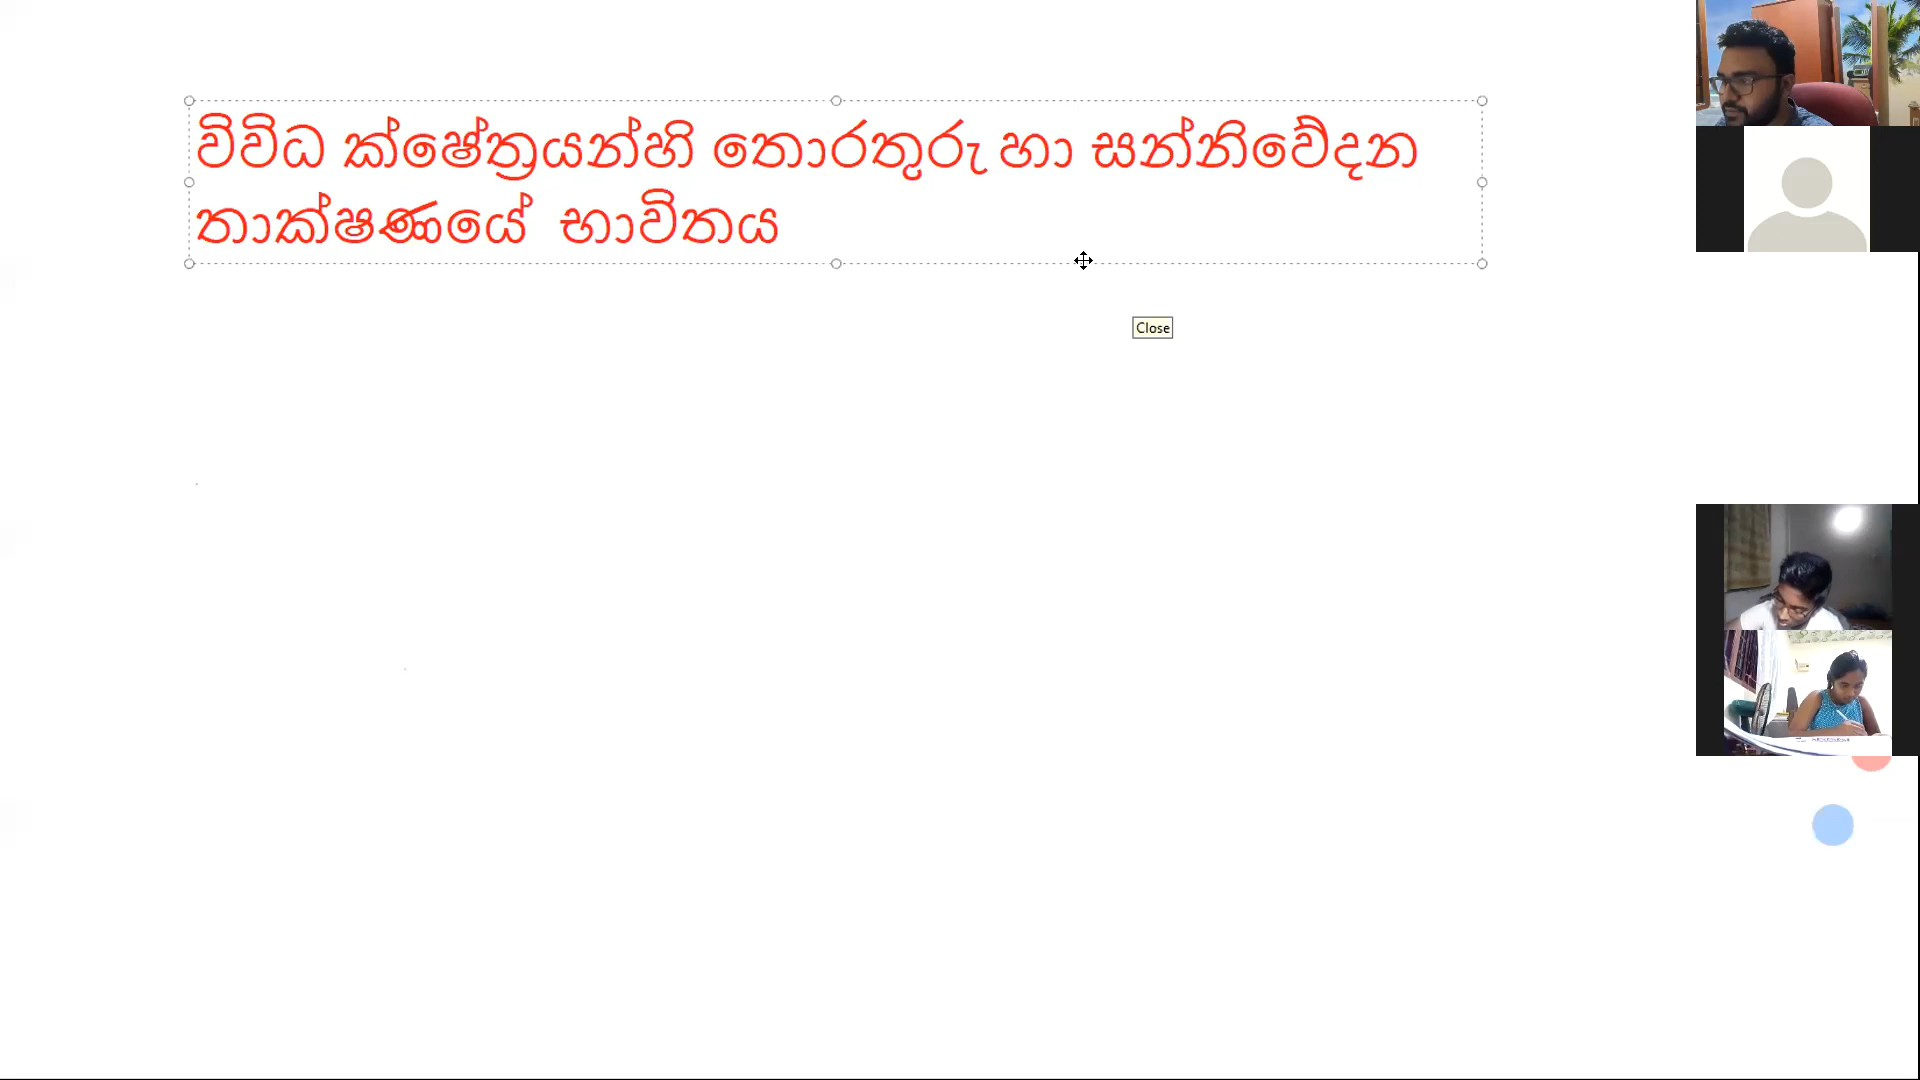 විවිධ ක්ෂේත්‍රයන්හි තොරතුරු හා සන්නිවේදන
තාක්ෂණයේ  භාවිතය
Close